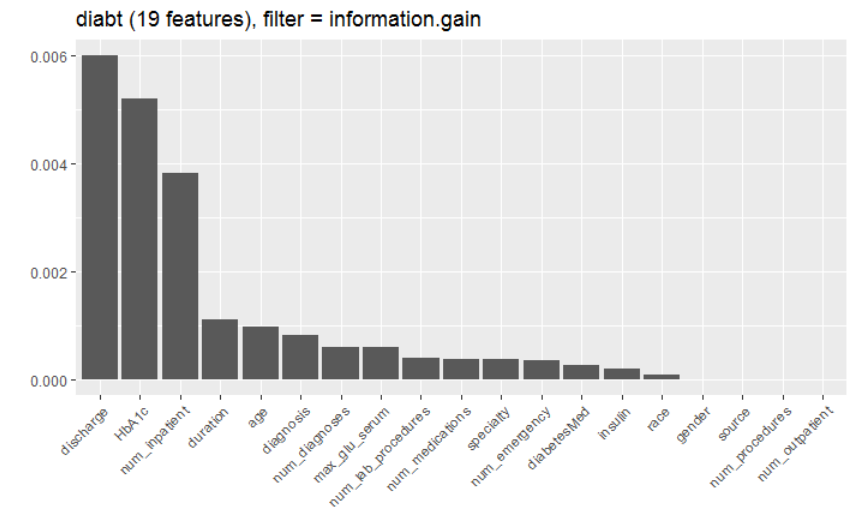 diabt (19 features), filter = information.gain
0.006
0.004
0.002
0.000
discharge
HbA1c
num_inpatient
duration
age
diagnosis
num_diagnoses
max_glu_serum
num_lab_procedures
num_medications
specialty
num_emergency
diabetesMed
insulin
race
gender
source
num_procedures
num_outpatient